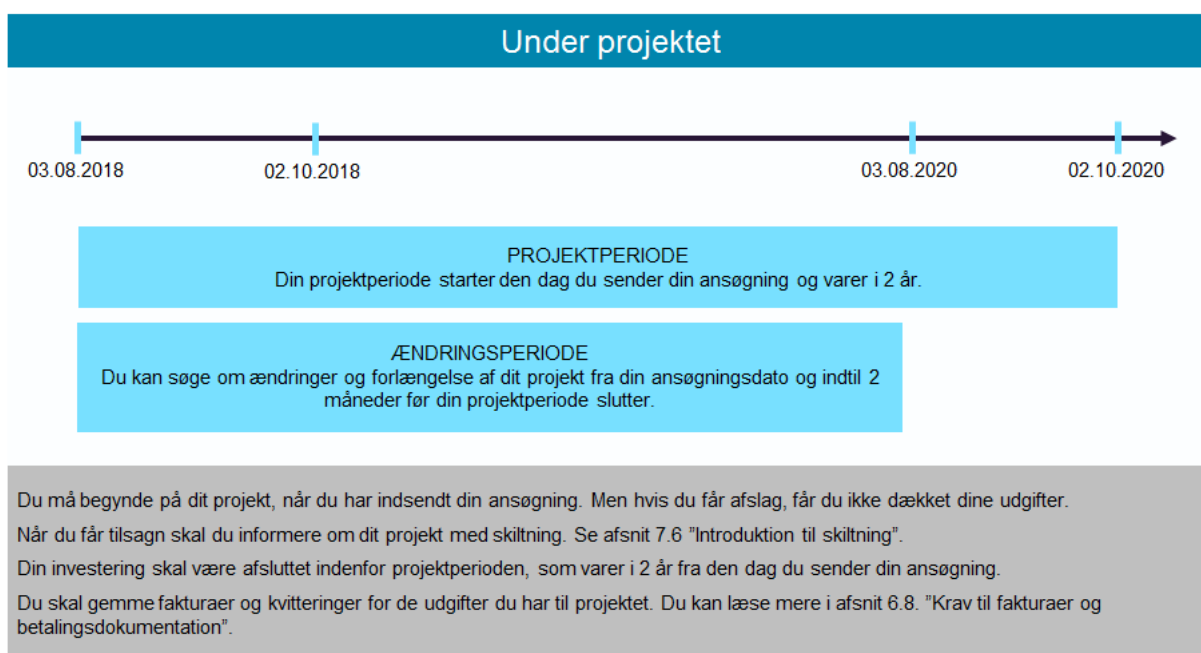 Under projektet
03.08.2018
02.10.2018
03.08.2020
02.10.2020
PROJEKTPERIODE
Din projektperiode starter den dag du sender din ansøgning og varer i 2 år.
ÆNDRINGSPERIODE
Du kan søge om ændringer og forlængelse af dit projekt fra din ansøgningsdato og indtil 2
måneder før din projektperiode slutter.
Du må begynde på dit projekt, når du har indsendt din ansøgning. Men hvis du får afslag, får du ikke dækket dine udgifter.
Når du får tilsagn skal du informere om dit projekt med skiltning. Se afsnit 7.6 ”Introduktion til skiltning”.
Din investering skal være afsluttet indenfor projektperioden, som varer i 2 år fra den dag du sender din ansøgning.
Du skal gemme fakturaer og kvitteringer for de udgifter du har til projektet. Du kan læse mere i afsnit 6.8. ”Krav til fakturaer og
betalingsdokumentation”.